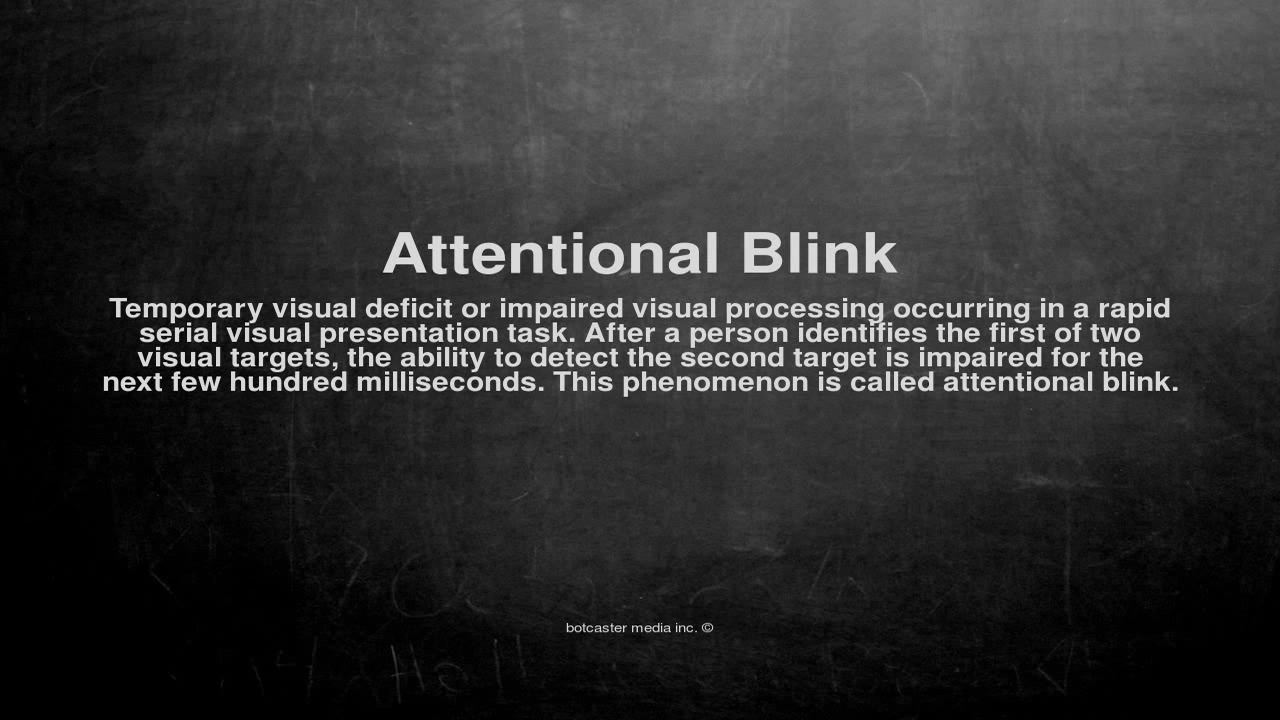 Attentional Blink
Temporary visual deficit or impaired visual processing occurring in a rapid
serial visual presentation task. After a person identifies the first of two
visual targets, the ability to detect the second target is impaired for the
next few hundred milliseconds. This phenomenon is called attentional blink.
botcaster media inc. ©